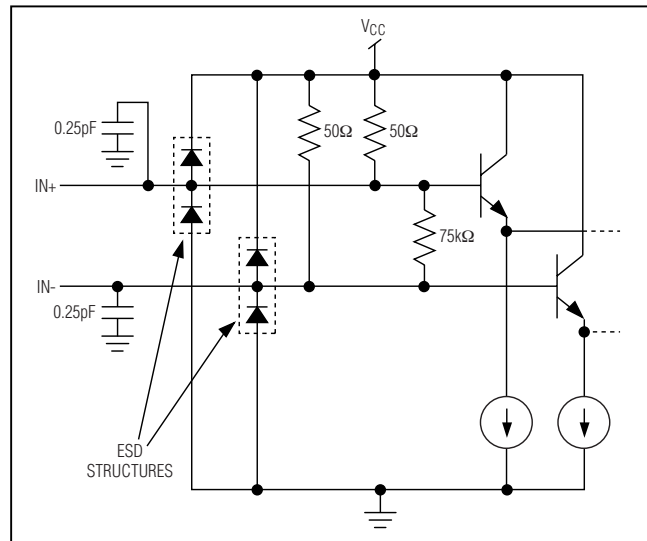 VCC
0.25pF
50Ω
50Ω
IN+
75kΩ
IN-
0.25pF
ESD
STRUCTURES